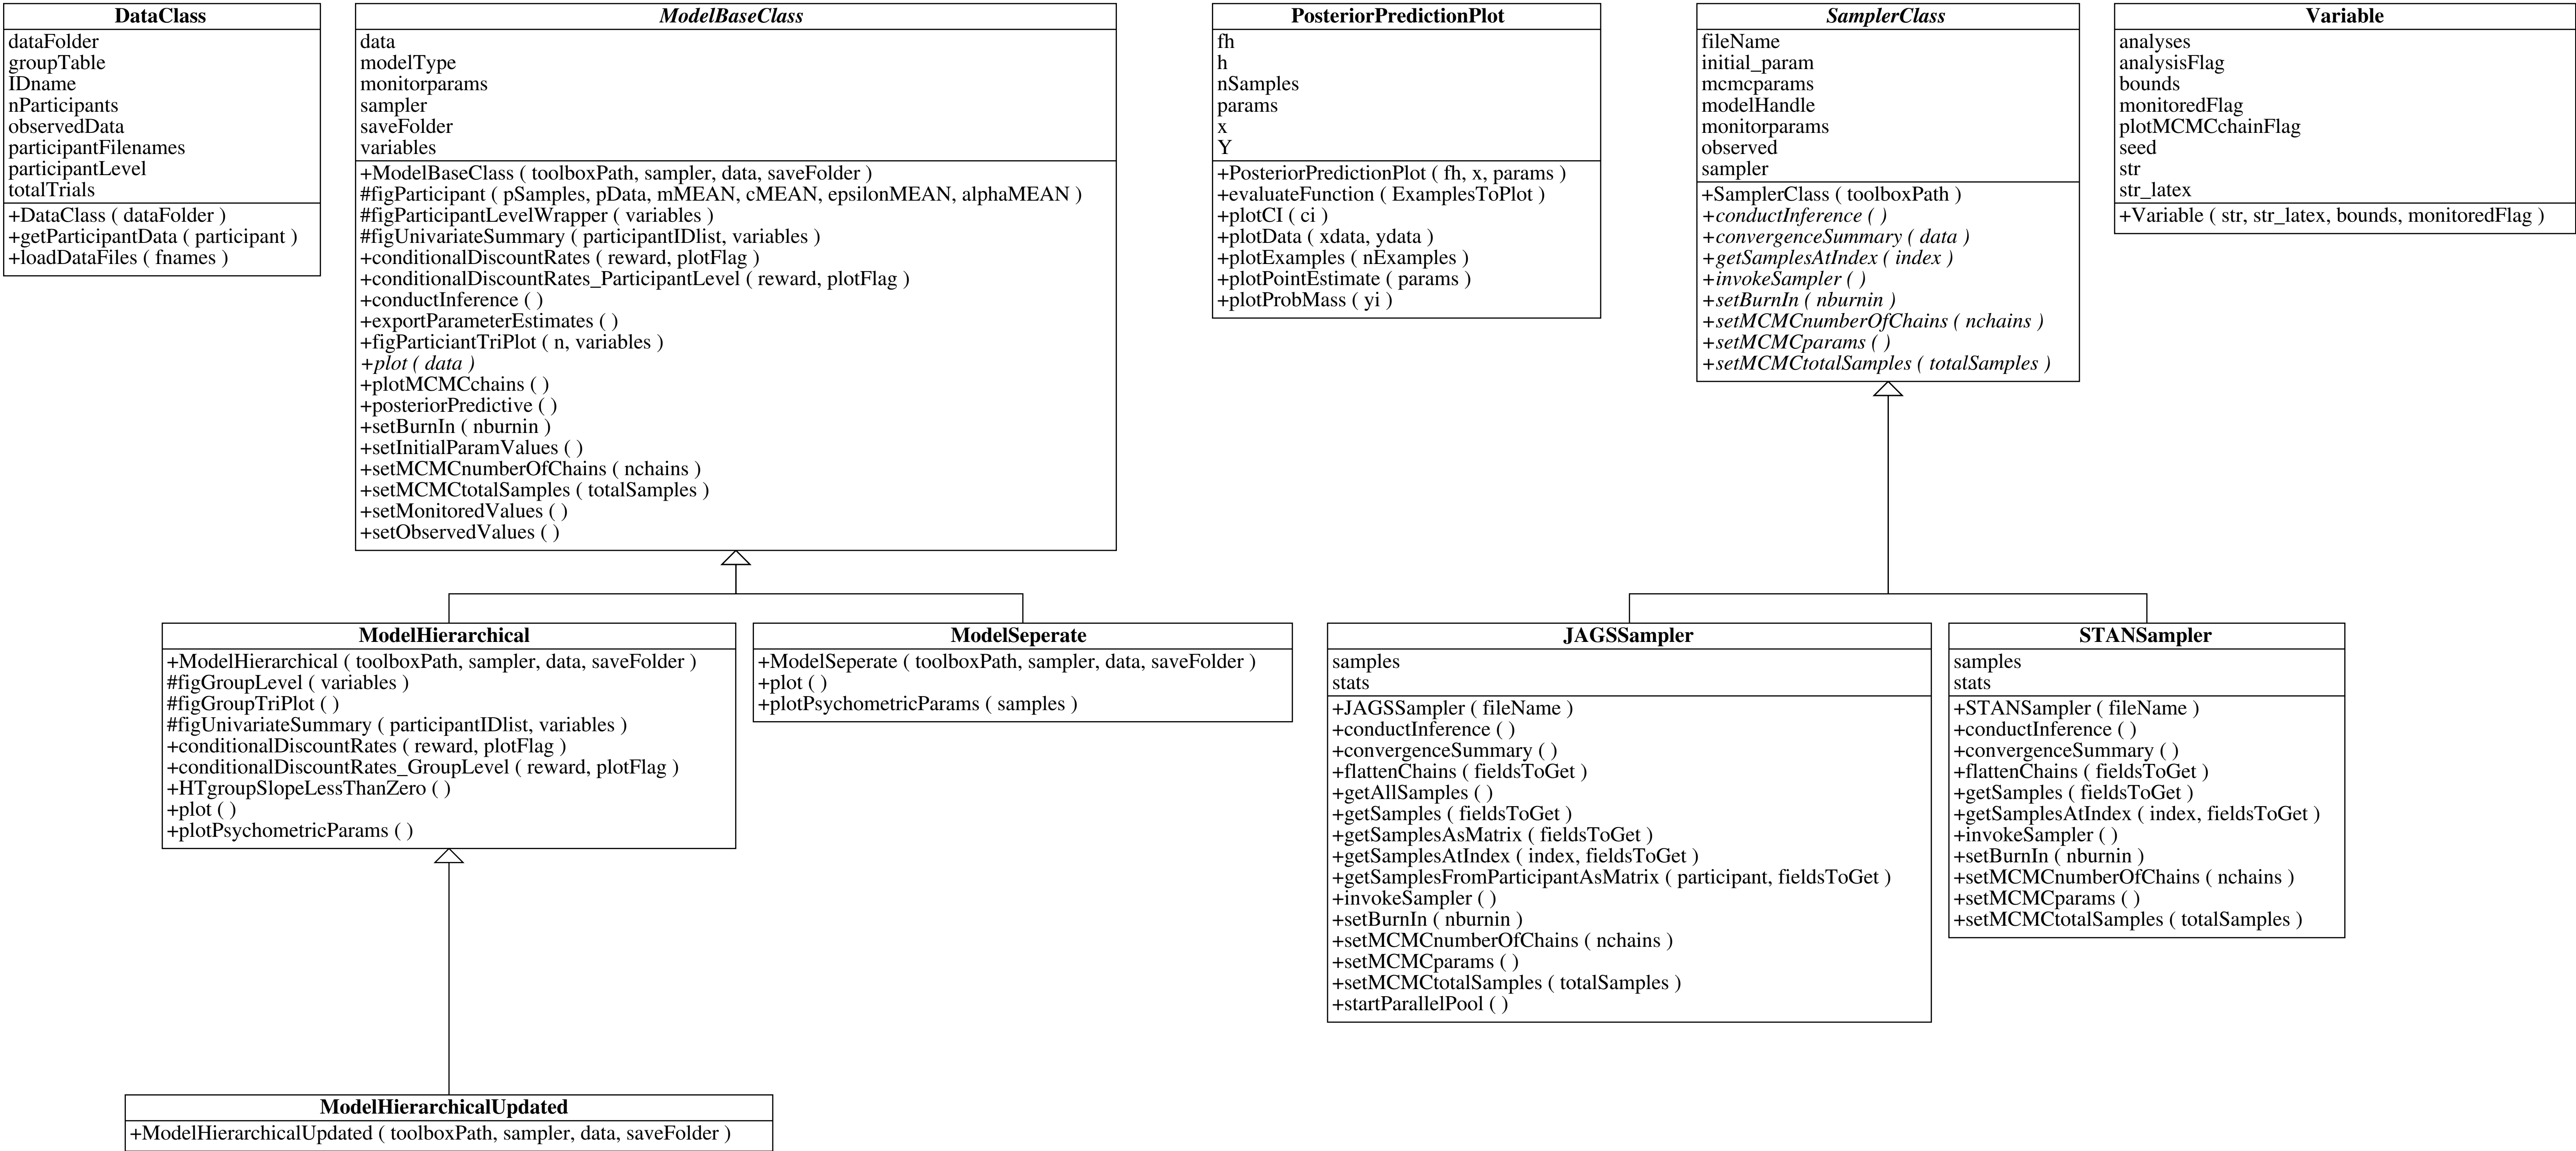 DataClass
dataFolder
groupTable
IDname
nParticipants
observedData
participantFilenames
participantLevel
totalTrials
+DataClass ( dataFolder )
+getParticipantData ( participant )
+loadDataFiles ( fnames )
ModelBaseClass
data
modelType
monitorparams
sampler
saveFolder
variables
+ModelBaseClass ( toolboxPath, sampler, data, saveFolder )
#figParticipant ( pSamples, pData, mMEAN, cMEAN, epsilonMEAN, alphaMEAN )
#figParticipantLevelWrapper ( variables )
#figUnivariateSummary ( participantIDlist, variables )
+conditionalDiscountRates ( reward, plotFlag )
+conditionalDiscountRates_ParticipantLevel ( reward, plotFlag )
+conductInference ( )
+exportParameterEstimates ( )
+figParticiantTriPlot ( n, variables )
+plot ( data )
+plotMCMCchains ( )
+posteriorPredictive ( )
+setBurnIn ( nburnin )
+setInitialParamValues ( )
+setMCMCnumberOfChains ( nchains )
+setMCMCtotalSamples ( totalSamples )
+setMonitoredValues ( )
+setObservedValues ( )
PosteriorPredictionPlot
fh
h
nSamples
params
x
Y
+PosteriorPredictionPlot ( fh, x, params )
+evaluateFunction ( ExamplesToPlot )
+plotCI ( ci )
+plotData ( xdata, ydata )
+plotExamples ( nExamples )
+plotPointEstimate ( params )
+plotProbMass ( yi )
SamplerClass
fileName
initial_param
mcmcparams
modelHandle
monitorparams
observed
sampler
+SamplerClass ( toolboxPath )
+conductInference ( )
+convergenceSummary ( data )
+getSamplesAtIndex ( index )
+invokeSampler ( )
+setBurnIn ( nburnin )
+setMCMCnumberOfChains ( nchains )
+setMCMCparams ( )
+setMCMCtotalSamples ( totalSamples )
Variable
analyses
analysisFlag
bounds
monitoredFlag
plotMCMCchainFlag
seed
str
str_latex
+Variable ( str, str_latex, bounds, monitoredFlag )
ModelHierarchical
+ModelHierarchical ( toolboxPath, sampler, data, saveFolder )
#figGroupLevel ( variables )
#figGroupTriPlot ( )
#figUnivariateSummary ( participantIDlist, variables )
+conditionalDiscountRates ( reward, plotFlag )
+conditionalDiscountRates_GroupLevel ( reward, plotFlag )
+HTgroupSlopeLessThanZero ( )
+plot ( )
+plotPsychometricParams ( )
ModelSeperate
+ModelSeperate ( toolboxPath, sampler, data, saveFolder )
+plot ( )
+plotPsychometricParams ( samples )
JAGSSampler
samples
stats
+JAGSSampler ( fileName )
+conductInference ( )
+convergenceSummary ( )
+flattenChains ( fieldsToGet )
+getAllSamples ( )
+getSamples ( fieldsToGet )
+getSamplesAsMatrix ( fieldsToGet )
+getSamplesAtIndex ( index, fieldsToGet )
+getSamplesFromParticipantAsMatrix ( participant, fieldsToGet )
+invokeSampler ( )
+setBurnIn ( nburnin )
+setMCMCnumberOfChains ( nchains )
+setMCMCparams ( )
+setMCMCtotalSamples ( totalSamples )
+startParallelPool ( )
STANSampler
samples
stats
+STANSampler ( fileName )
+conductInference ( )
+convergenceSummary ( )
+flattenChains ( fieldsToGet )
+getSamples ( fieldsToGet )
+getSamplesAtIndex ( index, fieldsToGet )
+invokeSampler ( )
+setBurnIn ( nburnin )
+setMCMCnumberOfChains ( nchains )
+setMCMCparams ( )
+setMCMCtotalSamples ( totalSamples )
ModelHierarchicalUpdated
+ModelHierarchicalUpdated ( toolboxPath, sampler, data, saveFolder )